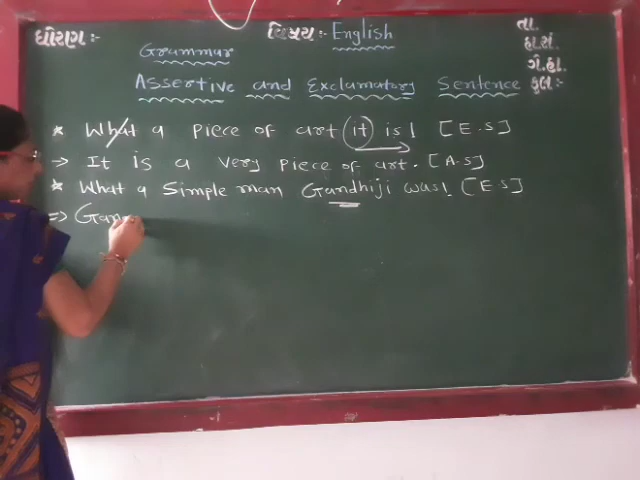 ધોરણ :- વિષય :- English તા.
Grammar હા.સં.
ગે.હા.
Assertive and Exclamatory Sentence કુલ :-
* What a piece of art it is! [E.S]
→ It is a very piece of art. [A.S]
* What a Simple man Gandhiji was! [E.S]
⇒ Gan